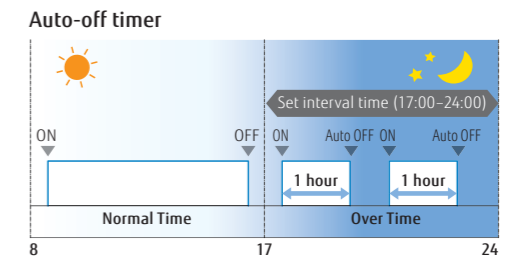 Auto-off timer
Set interval time (17:00–24:00)
ON OFF ON Auto OFF ON Auto OFF
1 hour 1 hour
Normal Time Over Time
8 17 24